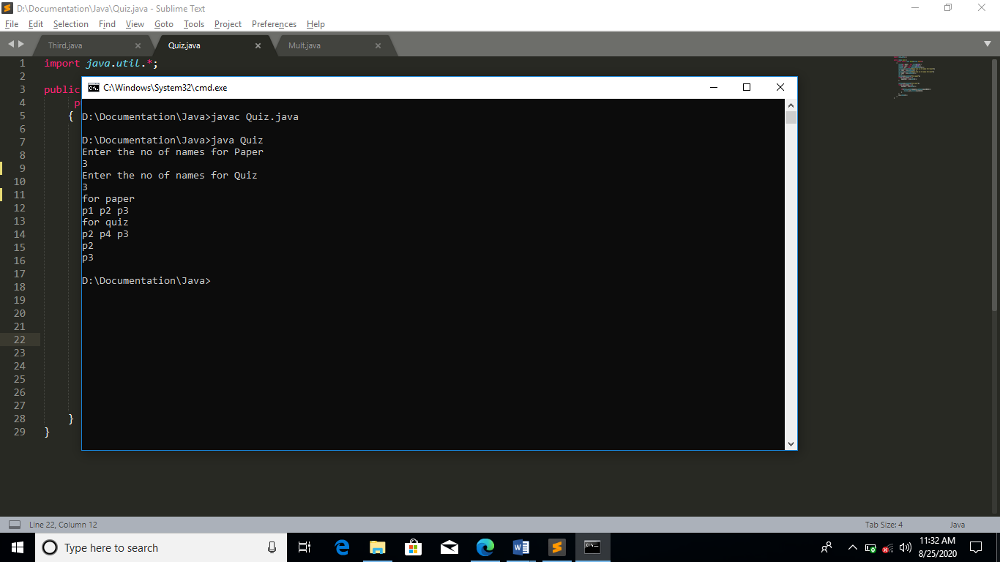 D:\Documentation\Java\Quiz.java - Sublime Text
File Edit Selection Find View Goto Tools Project Preferences Help
Third.java Quiz.java Mult.java
1 import java.util.*;
2
3 public
4 p
5 {
6
7
8
9
10
11
12
13
14
15
16
17
18
19
20
21
22
23
24
25
26
27
28 }
29 }
C:\Windows\System32\cmd.exe
D:\Documentation\Java>javac Quiz.java
D:\Documentation\Java>java Quiz
Enter the no of names for Paper
3
Enter the no of names for Quiz
3
for paper
p1 p2 p3
for quiz
p2 p4 p3
p2
p3
D:\Documentation\Java>
Line 22, Column 12 Tab Size: 4 Java
Type here to search 11:32 AM
8/25/2020